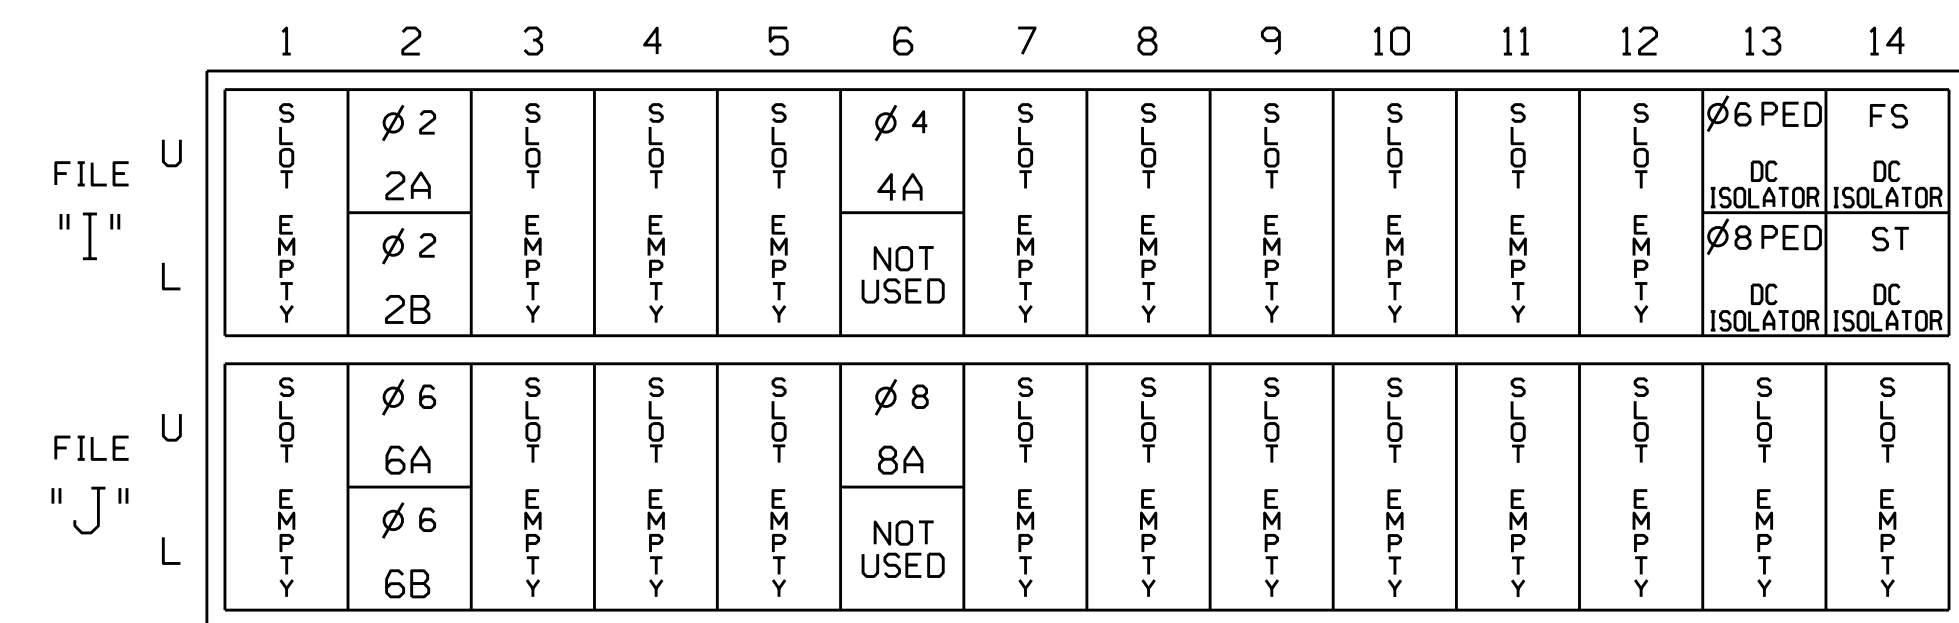 1 2 3 4 5 6 7 8 9 10 11 12 13 14
FILE "I"
U
L
SLOT EMPTY
Ø 2
2A
Ø 2
2B
SLOT EMPTY
SLOT EMPTY
SLOT EMPTY
Ø 4
4A
NOT
USED
SLOT EMPTY
SLOT EMPTY
SLOT EMPTY
SLOT EMPTY
SLOT EMPTY
SLOT EMPTY
Ø6 PED
DC
ISOLATOR
Ø8 PED
DC
ISOLATOR
FS
DC
ISOLATOR
ST
DC
ISOLATOR
FILE "J"
U
L
SLOT EMPTY
Ø 6
6A
Ø 6
6B
SLOT EMPTY
SLOT EMPTY
SLOT EMPTY
Ø 8
8A
NOT
USED
SLOT EMPTY
SLOT EMPTY
SLOT EMPTY
SLOT EMPTY
SLOT EMPTY
SLOT EMPTY
SLOT EMPTY
SLOT EMPTY